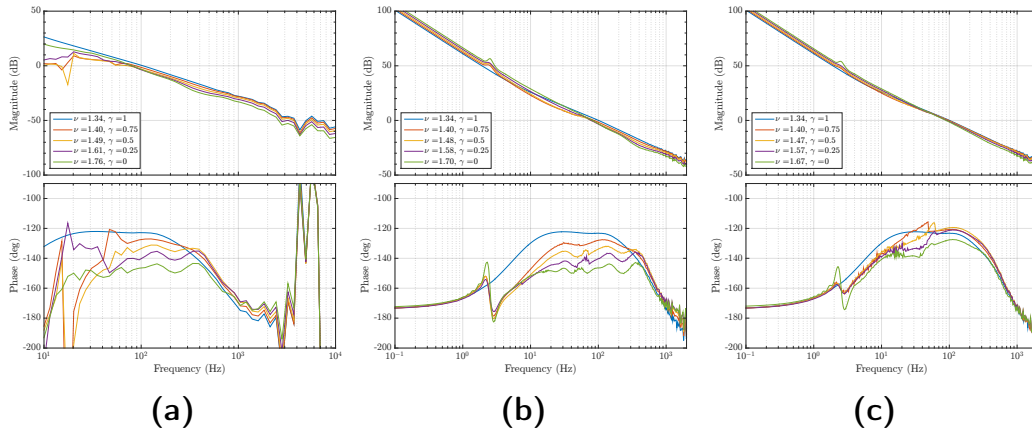 100
50
0
-50
-100
Magnitude (dB)
ν =1.34, γ =1
ν =1.40, γ =0.75
ν =1.49, γ =0.5
ν =1.61, γ =0.25
ν =1.76, γ =0
-100
-120
-140
-160
-180
-200
Phase (deg)
10^1
10^2
10^3
10^4
Frequency (Hz)
(a)
100
50
0
-50
Magnitude (dB)
ν =1.34, γ =1
ν =1.40, γ =0.75
ν =1.48, γ =0.5
ν =1.58, γ =0.25
ν =1.70, γ =0
-100
-120
-140
-160
-180
-200
Phase (deg)
10^-1
10^0
10^1
10^2
10^3
Frequency (Hz)
(b)
100
50
0
-50
Magnitude (dB)
ν =1.34, γ =1
ν =1.40, γ =0.75
ν =1.47, γ =0.5
ν =1.57, γ =0.25
ν =1.67, γ =0
-100
-120
-140
-160
-180
-200
Phase (deg)
10^-1
10^0
10^1
10^2
10^3
Frequency (Hz)
(c)